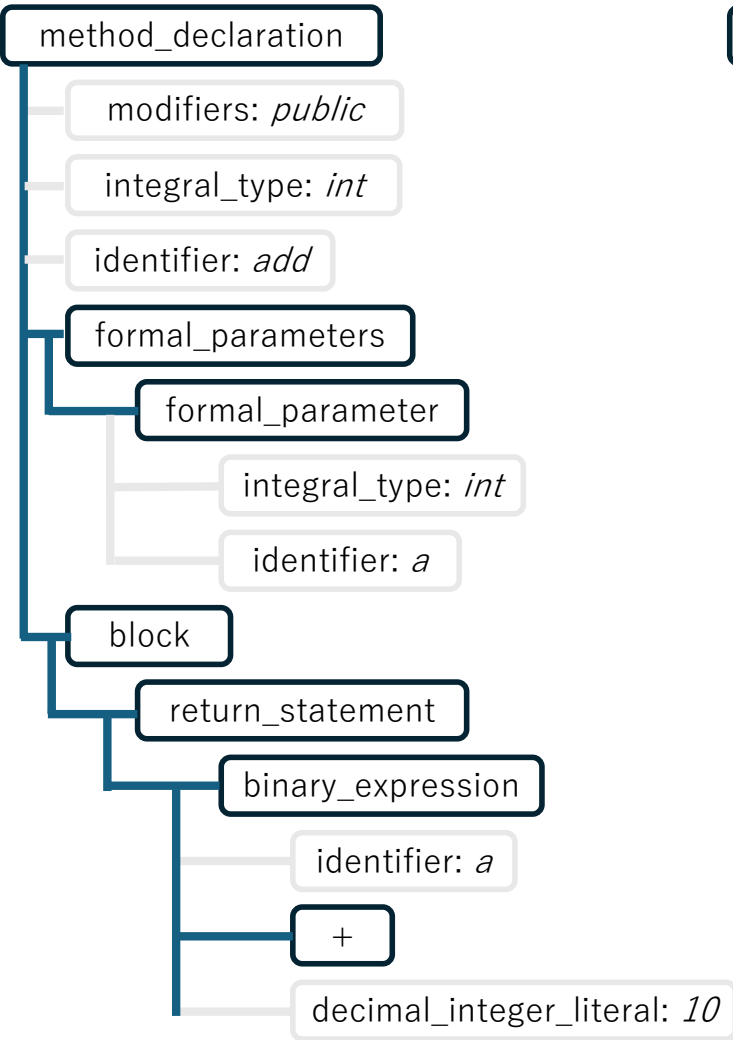 method_declaration
modifiers: public
integral_type: int
identifier: add
formal_parameters
formal_parameter
integral_type: int
identifier: a
block
return_statement
binary_expression
identifier: a
+
decimal_integer_literal: 10